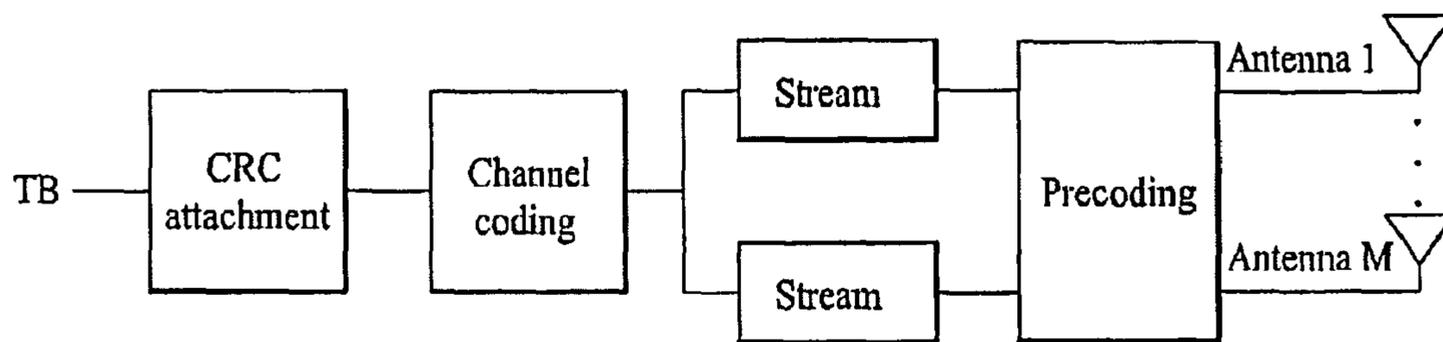 TB
CRC
attachment
Channel
coding
Stream
Stream
Precoding
Antenna 1
Antenna M